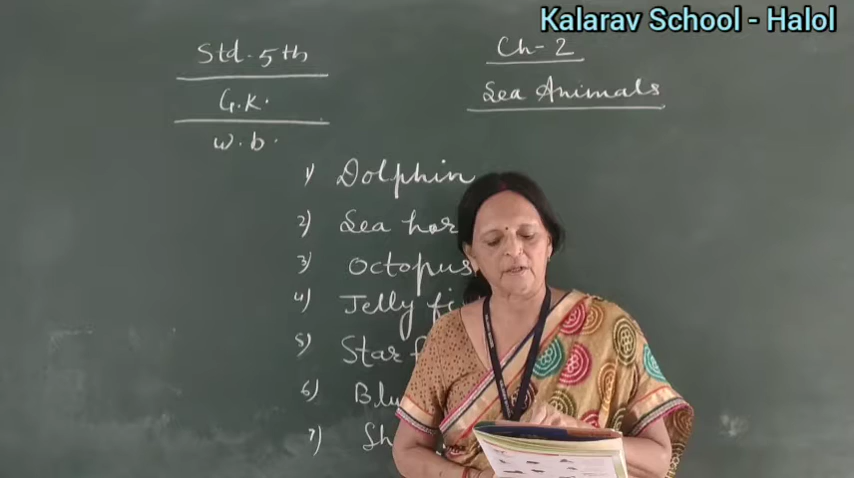 Kalarav School - Halol
Std. 5th
G.K.
W.b.
Ch-2
Sea Animals
1) Dolphin
2) Sea hor
3) Octopus
4) Jelly fi
5) Star f
6) Blu
7) Sh